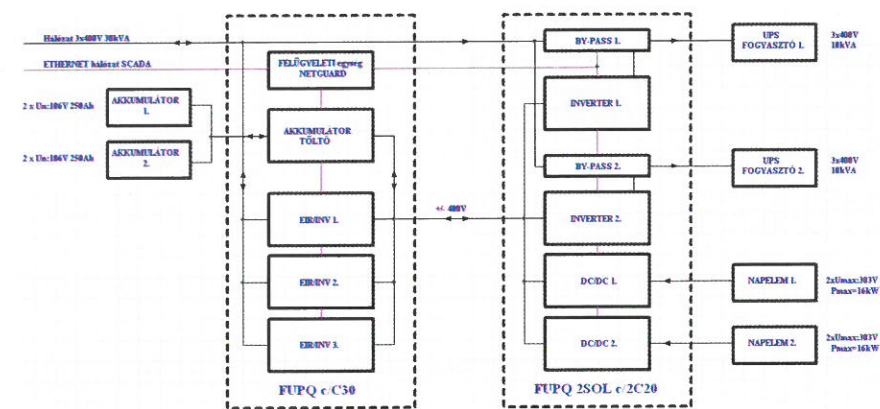 Hálózat 3x400V 30kVA
ETHERNET hálózat SCADA
2 x Un:186V 250Ah
AKKUMULÁTOR
1.
2 x Un:186V 250Ah
AKKUMULÁTOR
2.
FELÜGYELETI egység
NETGUARD
AKKUMULÁTOR
TÖLTŐ
EIR/INV 1.
EIR/INV 2.
EIR/INV 3.
FUPQ c/C30
+/- 400V
BY-PASS 1.
INVERTER 1.
BY-PASS 2.
INVERTER 2.
DC/DC 1.
DC/DC 2.
FUPQ 2SOL c/2C20
UPS
FOGYASZTÓ 1.
3x400V
10kVA
UPS
FOGYASZTÓ 2.
3x400V
10kVA
NAPELEM 1.
2xUmax:303V
Pmax=16kW
NAPELEM 2.
2xUmax:303V
Pmax=16kW